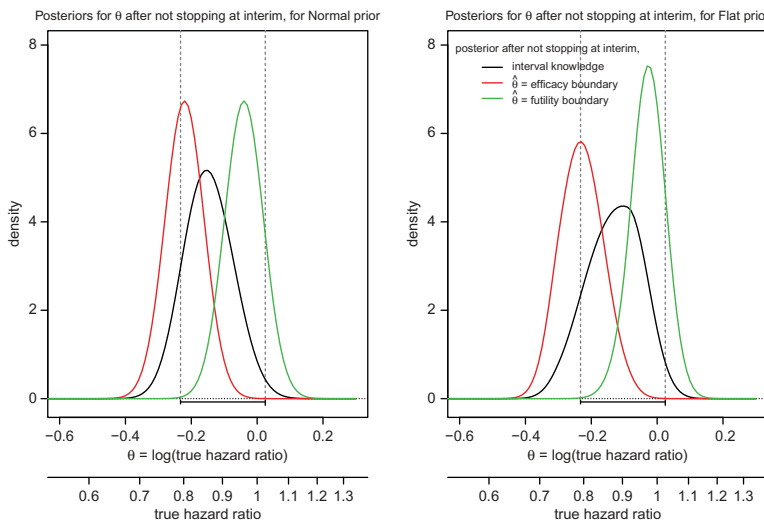 Posteriors for θ after not stopping at interim, for Normal prior
density
8
6
4
2
0
−0.6 −0.4 −0.2 0.0 0.2
θ = log(true hazard ratio)
0.6 0.7 0.8 0.9 1 1.1 1.2 1.3
true hazard ratio
Posteriors for θ after not stopping at interim, for Flat prio
posterior after not stopping at interim,
interval knowledge
θ̂ = efficacy boundary
θ̂ = futility boundary
density
8
6
4
2
0
−0.6 −0.4 −0.2 0.0 0.2
θ = log(true hazard ratio)
0.6 0.7 0.8 0.9 1 1.1 1.2 1.3
true hazard ratio